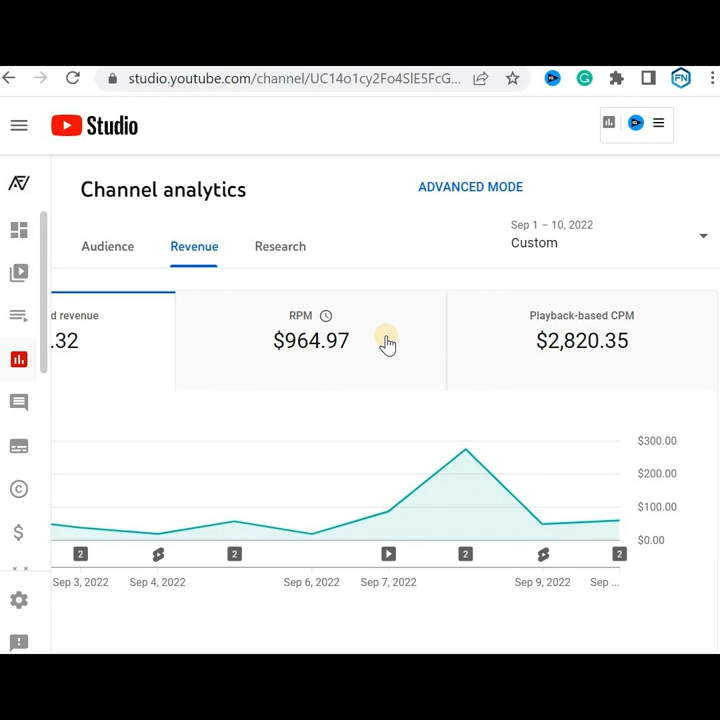 studio.youtube.com/channel/UC14o1cy2Fo4SlE5FcG...
FN
Studio
Channel analytics
ADVANCED MODE
Audience
Revenue
Research
Sep 1 – 10, 2022
Custom
d revenue
.32
RPM
$964.97
Playback-based CPM
$2,820.35
$300.00
$200.00
$100.00
$0.00
2
2
2
2
Sep 3, 2022
Sep 4, 2022
Sep 6, 2022
Sep 7, 2022
Sep 9, 2022
Sep ...